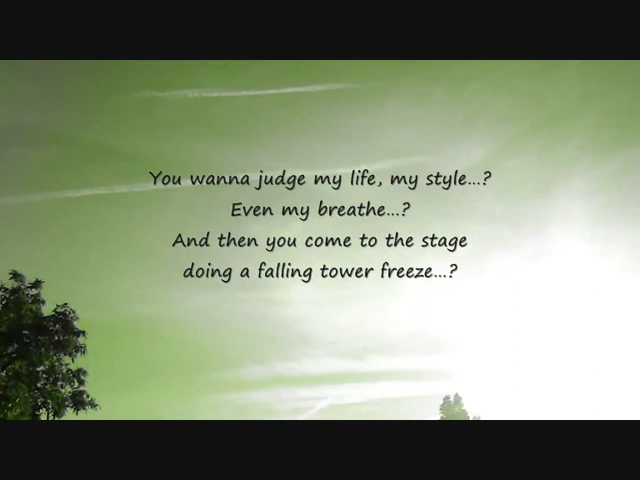 You wanna judge my life, my style...?
Even my breathe...?
And then you come to the stage
doing a falling tower freeze...?